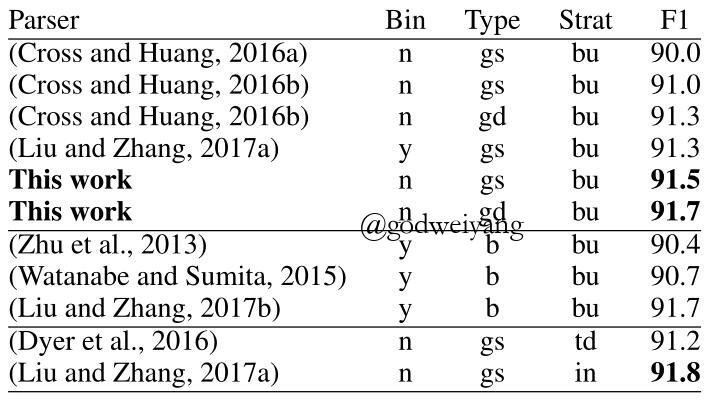 Parser Bin Type Strat F1
(Cross and Huang, 2016a) n gs bu 90.0
(Cross and Huang, 2016b) n gs bu 91.0
(Cross and Huang, 2016b) n gd bu 91.3
(Liu and Zhang, 2017a) y gs bu 91.3
This work n gs bu 91.5
This work n gd bu 91.7
@godweiyang
(Zhu et al., 2013) y b bu 90.4
(Watanabe and Sumita, 2015) y b bu 90.7
(Liu and Zhang, 2017b) y b bu 91.7
(Dyer et al., 2016) n gs td 91.2
(Liu and Zhang, 2017a) n gs in 91.8